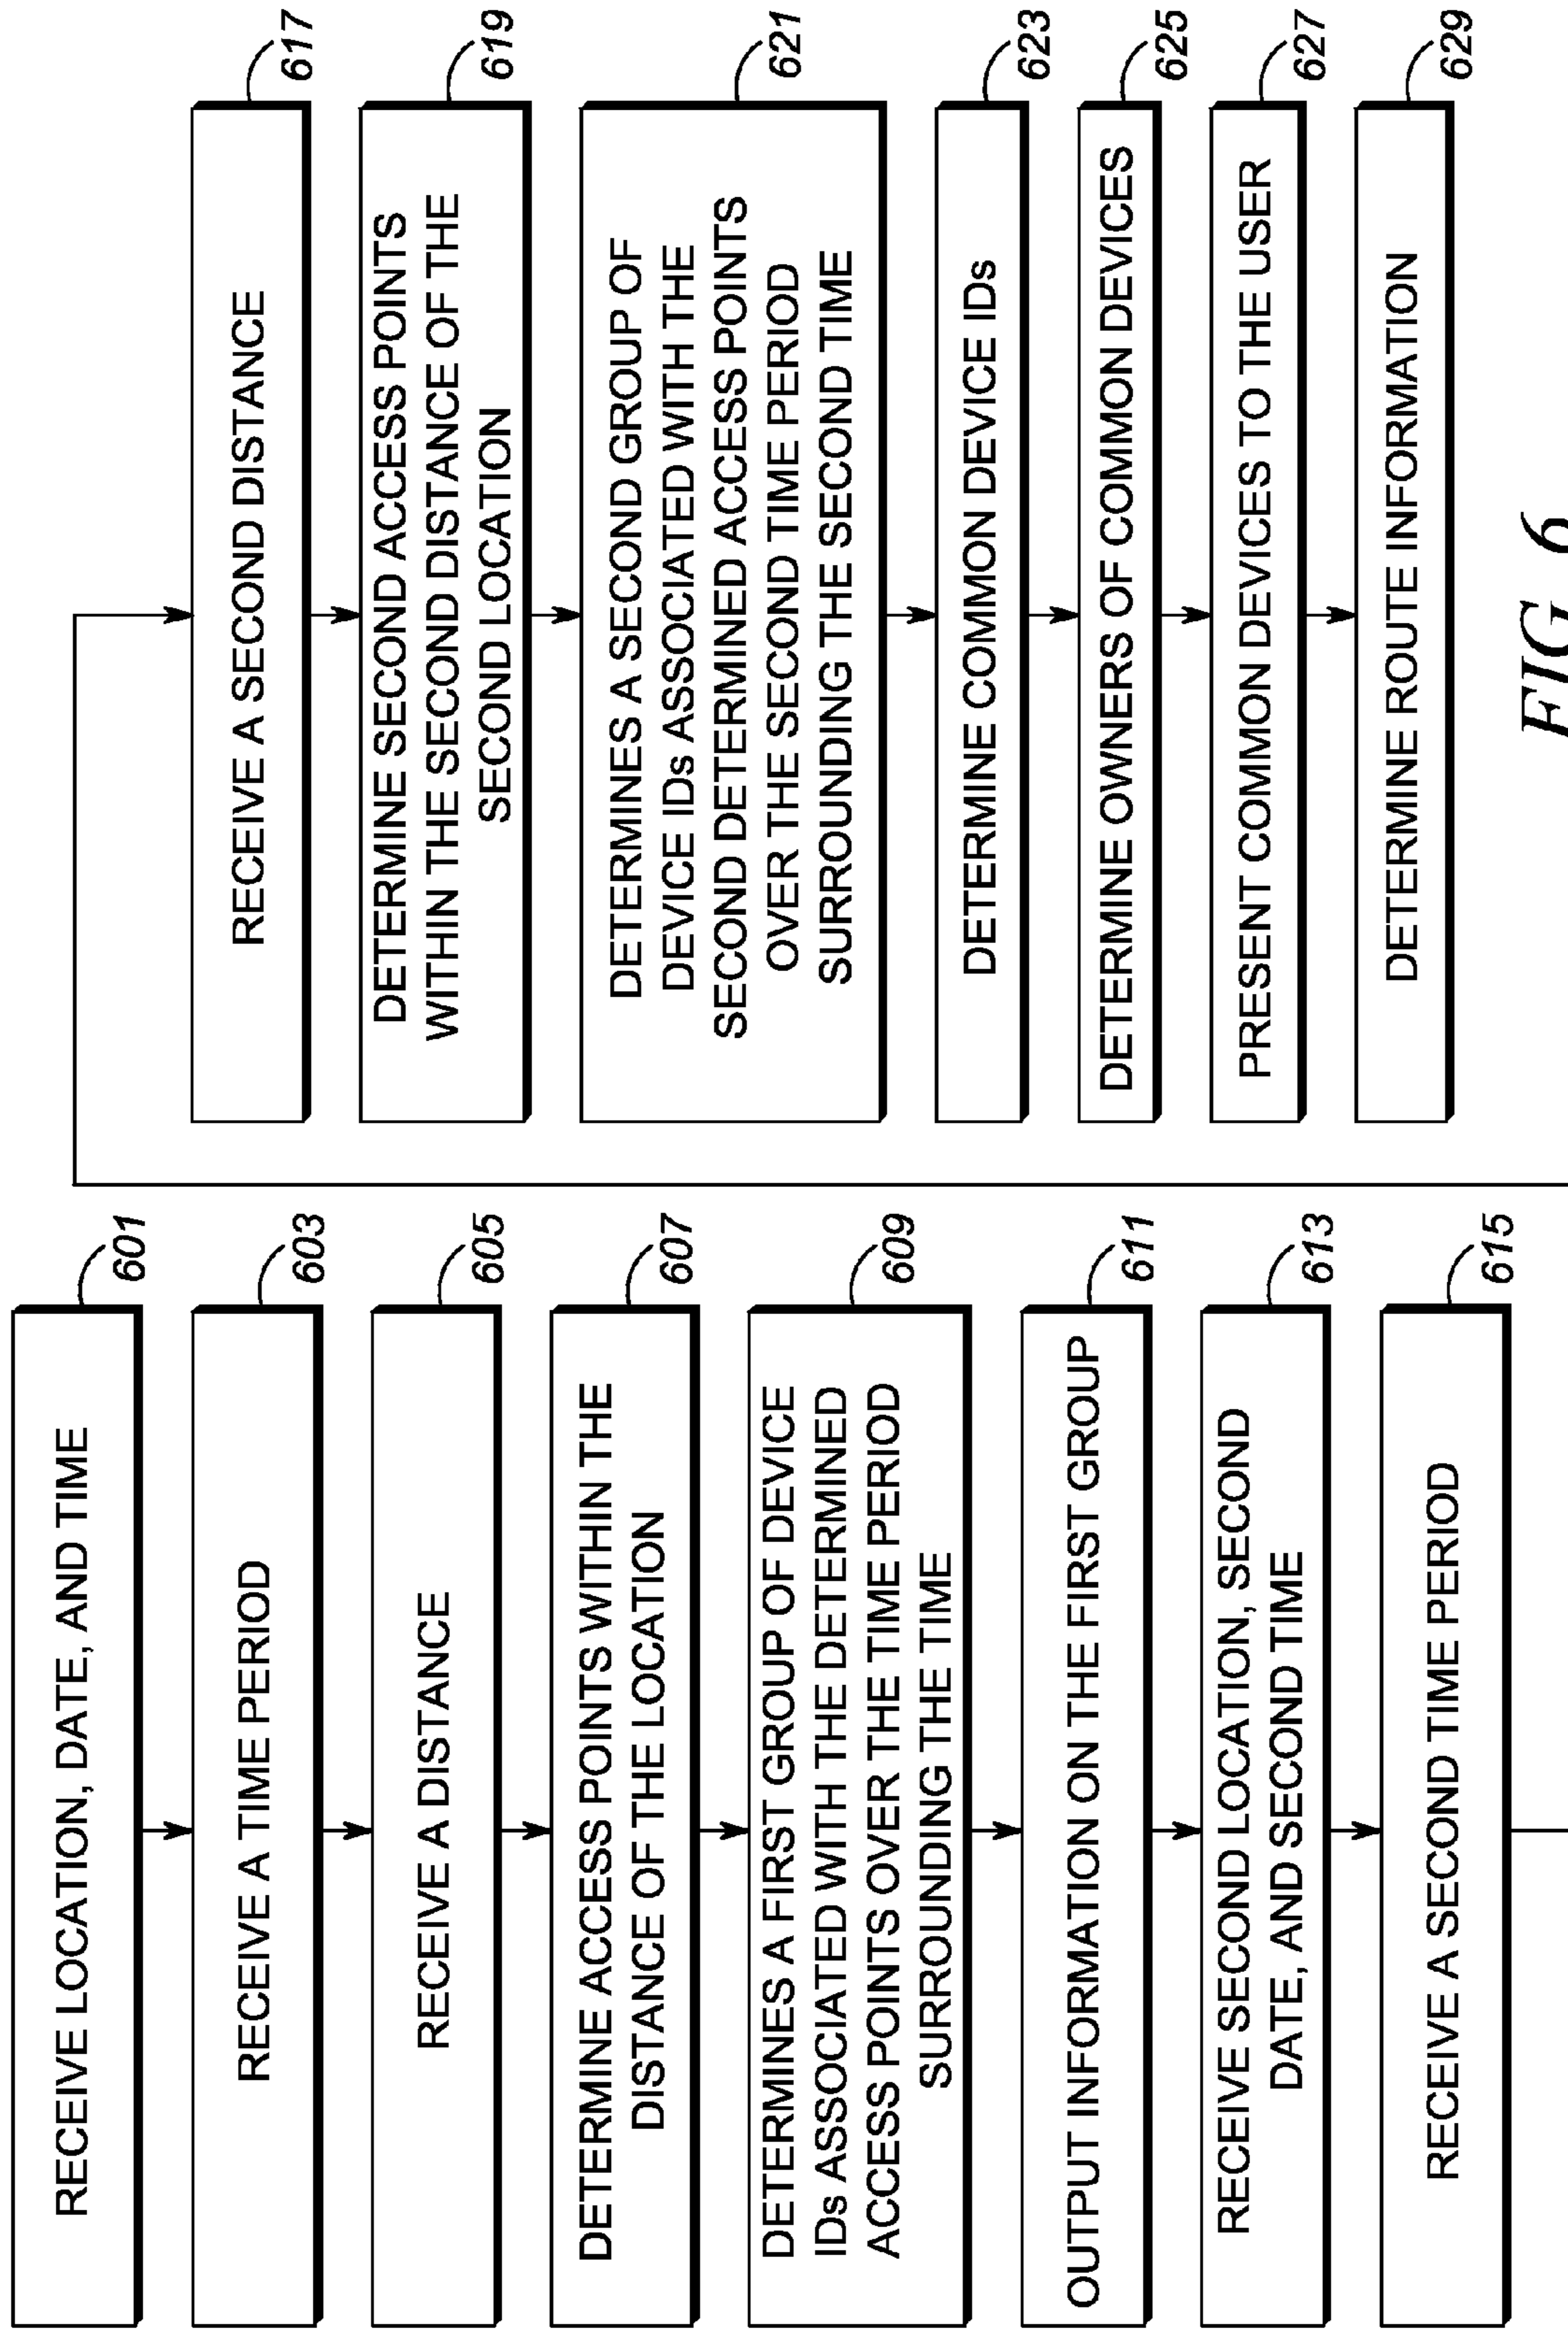 RECEIVE LOCATION, DATE, AND TIME
601
RECEIVE A TIME PERIOD
603
RECEIVE A DISTANCE
605
DETERMINE ACCESS POINTS WITHIN THE
DISTANCE OF THE LOCATION
607
DETERMINES A FIRST GROUP OF DEVICE
IDs ASSOCIATED WITH THE DETERMINED
ACCESS POINTS OVER THE TIME PERIOD
SURROUNDING THE TIME
609
OUTPUT INFORMATION ON THE FIRST GROUP
611
RECEIVE SECOND LOCATION, SECOND
DATE, AND SECOND TIME
613
RECEIVE A SECOND TIME PERIOD
615
RECEIVE A SECOND DISTANCE
617
DETERMINE SECOND ACCESS POINTS
WITHIN THE SECOND DISTANCE OF THE
SECOND LOCATION
619
DETERMINES A SECOND GROUP OF
DEVICE IDs ASSOCIATED WITH THE
SECOND DETERMINED ACCESS POINTS
OVER THE SECOND TIME PERIOD
SURROUNDING THE SECOND TIME
621
DETERMINE COMMON DEVICE IDs
623
DETERMINE OWNERS OF COMMON DEVICES
625
PRESENT COMMON DEVICES TO THE USER
627
DETERMINE ROUTE INFORMATION
629
FIG. 6